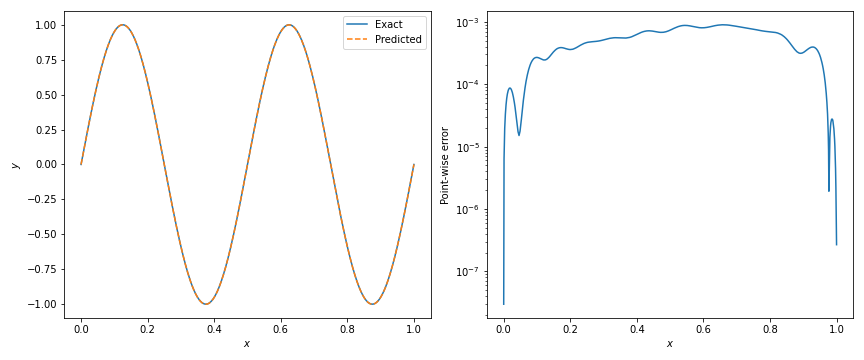 1.00
0.75
0.50
0.25
0.00
−0.25
−0.50
−0.75
−1.00
y
0.0 0.2 0.4 0.6 0.8 1.0
x
Exact
Predicted
10⁻³
10⁻⁴
10⁻⁵
10⁻⁶
10⁻⁷
Point-wise error
0.0 0.2 0.4 0.6 0.8 1.0
x